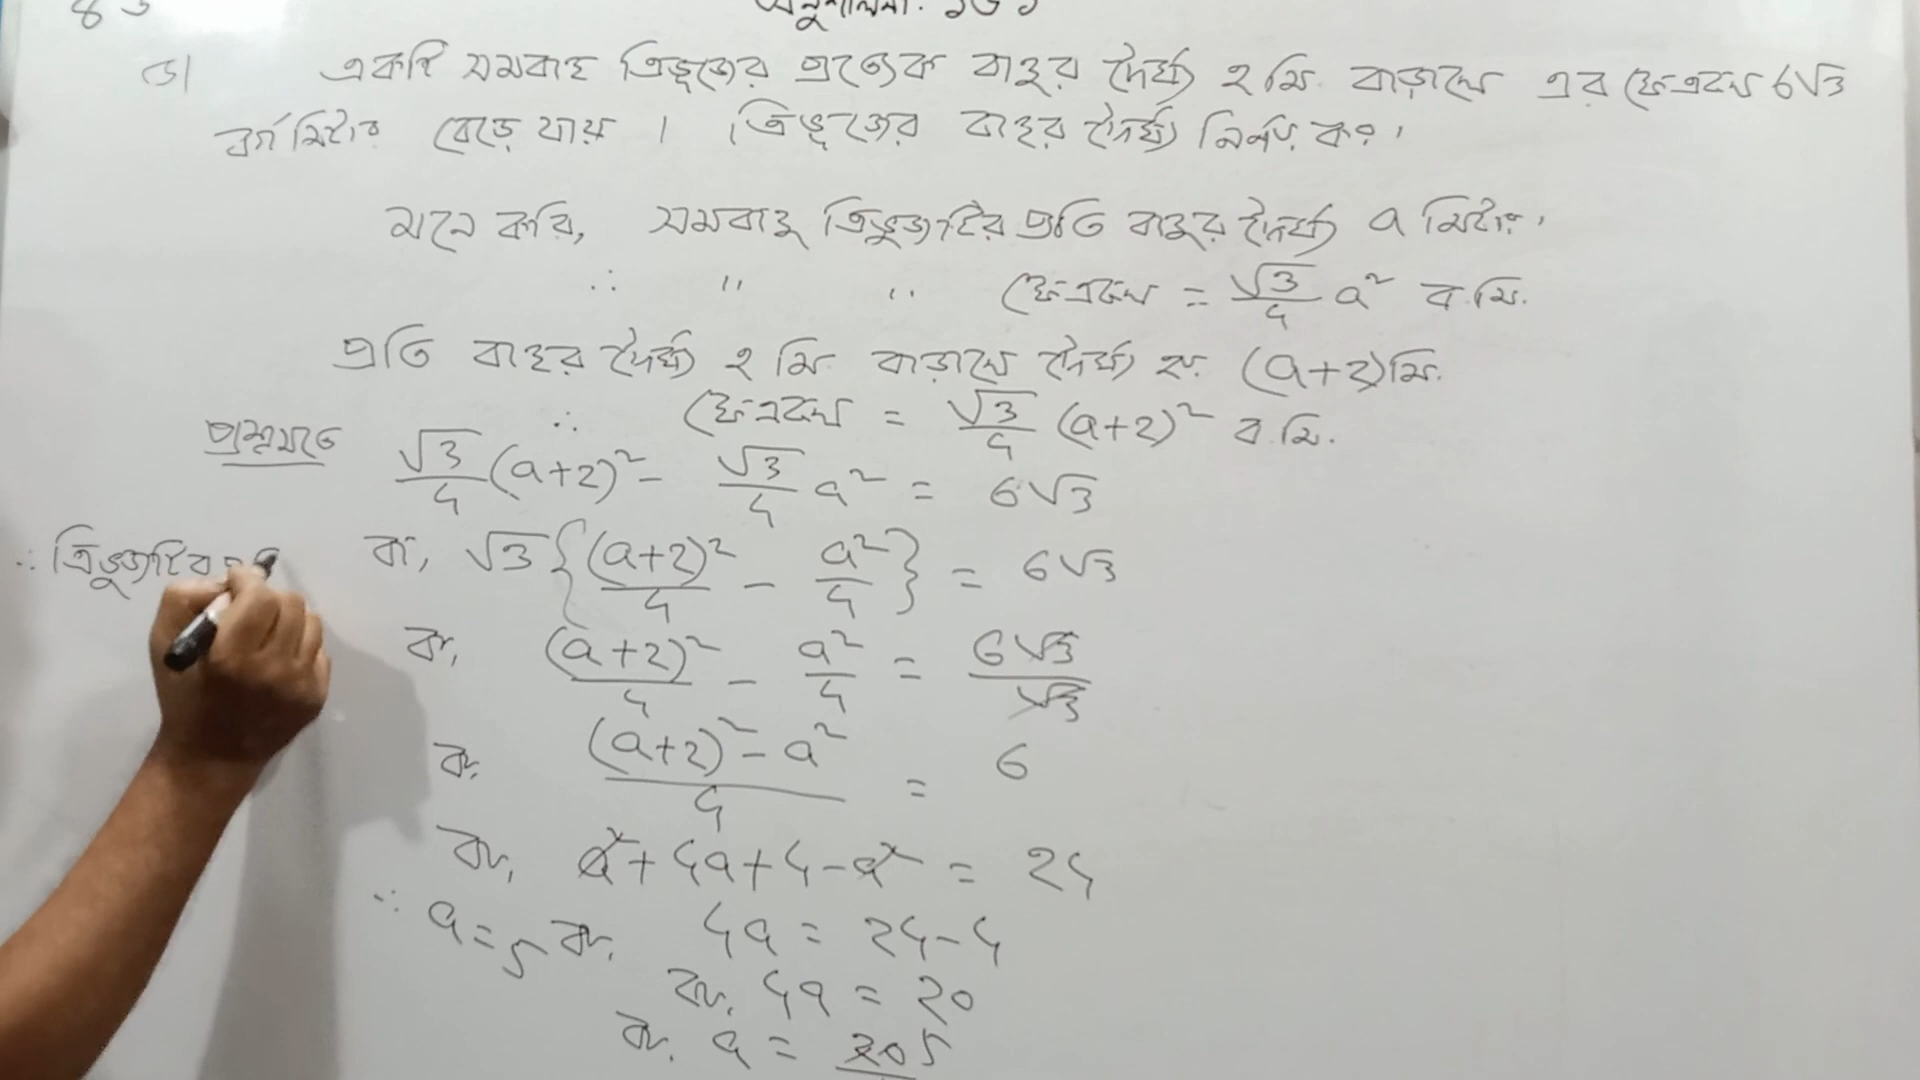 ৬। একটি সমবাহু ত্রিভুজের প্রত্যেক বাহুর দৈর্ঘ্য ২ মি. বাড়ালে এর ক্ষেত্রফল 6√3
বর্গমিটার বেড়ে যায়। ত্রিভুজের বাহুর দৈর্ঘ্য নির্ণয় কর।
মনে করি, সমবাহু ত্রিভুজটির প্রতি বাহুর দৈর্ঘ্য a মিটার।
∴ " " ক্ষেত্রফল = √3/4 a² ব.মি.
প্রতি বাহুর দৈর্ঘ্য ২ মি. বাড়ালে দৈর্ঘ্য হয় (a+2)মি.
∴ ক্ষেত্রফল = √3/4 (a+2)² ব.মি.
প্রশ্নমতে √3/4 (a+2)² - √3/4 a² = 6√3
বা, √3{(a+2)²/4 - a²/4} = 6√3
বা, (a+2)²/4 - a²/4 = 6√3/√3
বা, ((a+2)² - a²)/4 = 6
বা, a²+4a+4-a² = 24
বা, 4a = 24-4
বা, 4a = 20
বা, a = 20 5
∴ a = 5
∴ ত্রিভুজটির